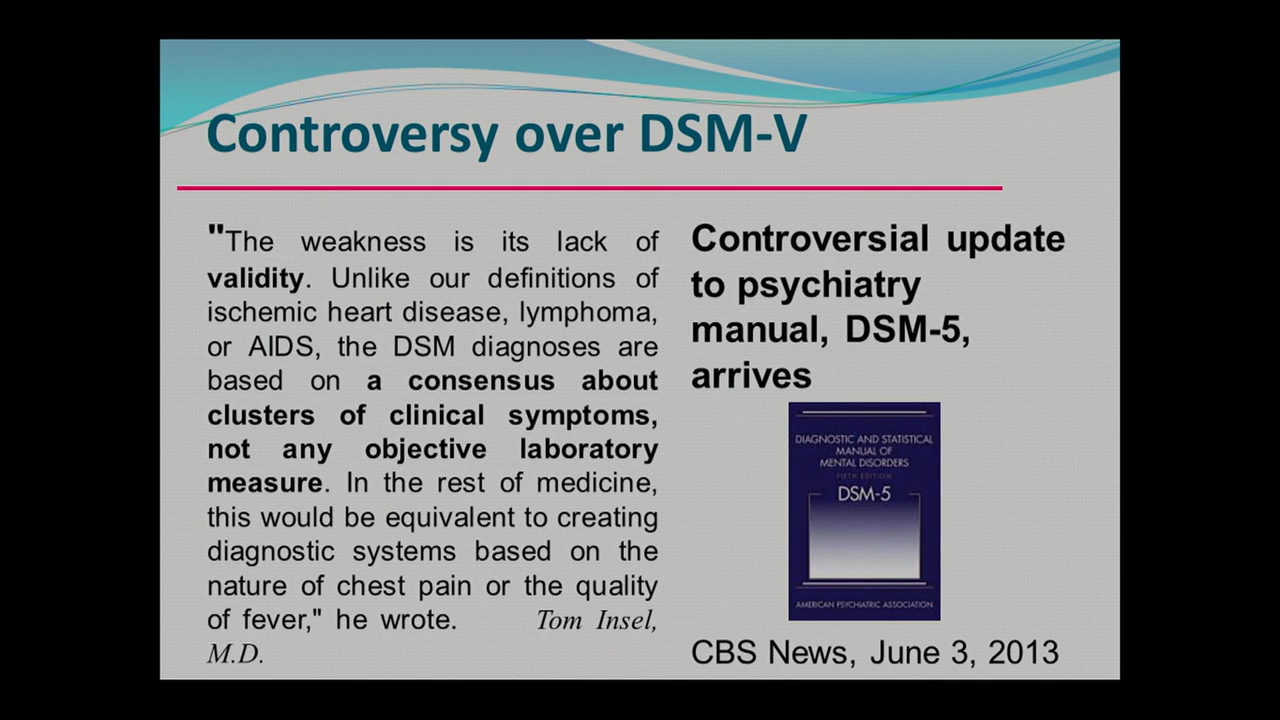 Controversy over DSM-V
"The weakness is its lack of
validity. Unlike our definitions of
ischemic heart disease, lymphoma,
or AIDS, the DSM diagnoses are
based on a consensus about
clusters of clinical symptoms,
not any objective laboratory
measure. In the rest of medicine,
this would be equivalent to creating
diagnostic systems based on the
nature of chest pain or the quality
of fever," he wrote. Tom Insel,
M.D.
Controversial update
to psychiatry
manual, DSM-5,
arrives
DIAGNOSTIC AND STATISTICAL
MANUAL OF
MENTAL DISORDERS
FIFTH EDITION
DSM-5
AMERICAN PSYCHIATRIC ASSOCIATION
CBS News, June 3, 2013